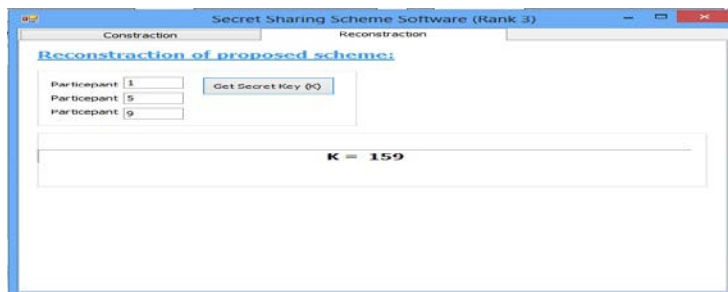 Secret Sharing Scheme Software (Rank 3)
Constraction Reconstraction
Reconstraction of proposed scheme:
Particepant 1 Get Secret Key (K)
Particepant 5
Particepant 9
K = 159